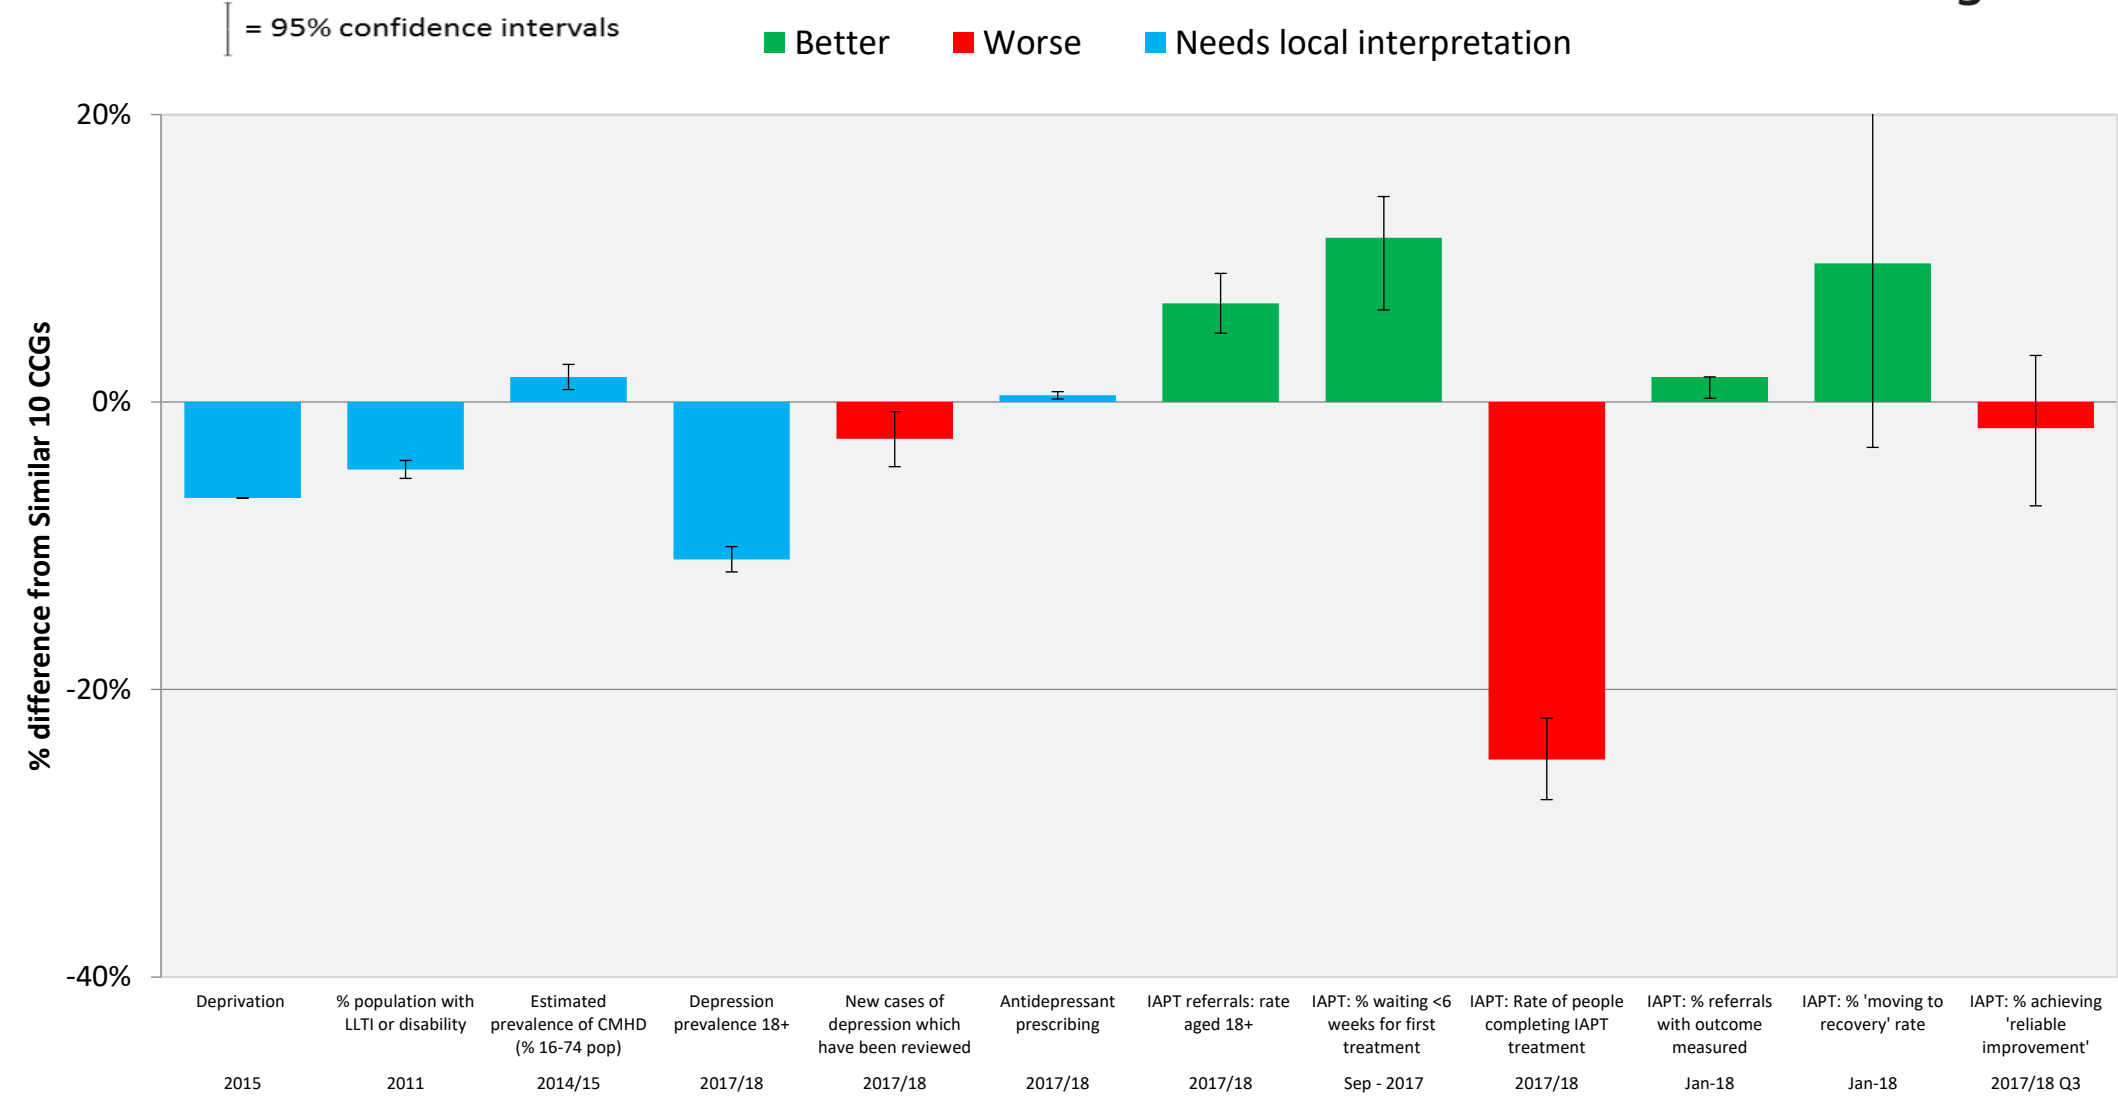 = 95% confidence intervals
Better Worse Needs local interpretation
20%
0%
-20%
-40%
% difference from Similar 10 CCGs
Deprivation
2015
% population with
LLTI or disability
2011
Estimated
prevalence of CMHD
(% 16-74 pop)
2014/15
Depression
prevalence 18+
2017/18
New cases of
depression which
have been reviewed
2017/18
Antidepressant
prescribing
2017/18
IAPT referrals: rate
aged 18+
2017/18
IAPT: % waiting <6
weeks for first
treatment
Sep - 2017
IAPT: Rate of people
completing IAPT
treatment
2017/18
IAPT: % referrals
with outcome
measured
Jan-18
IAPT: % 'moving to
recovery' rate
Jan-18
IAPT: % achieving
'reliable
improvement'
2017/18 Q3